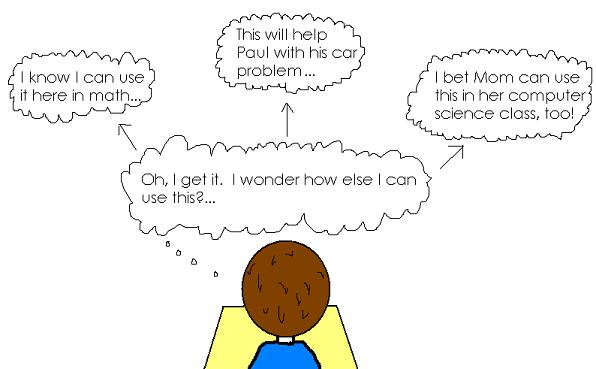 This will help
Paul with his car
problem...
I know I can use
it here in math...
I bet Mom can use
this in her computer
science class, too!
Oh, I get it.  I wonder how else I can
use this?...